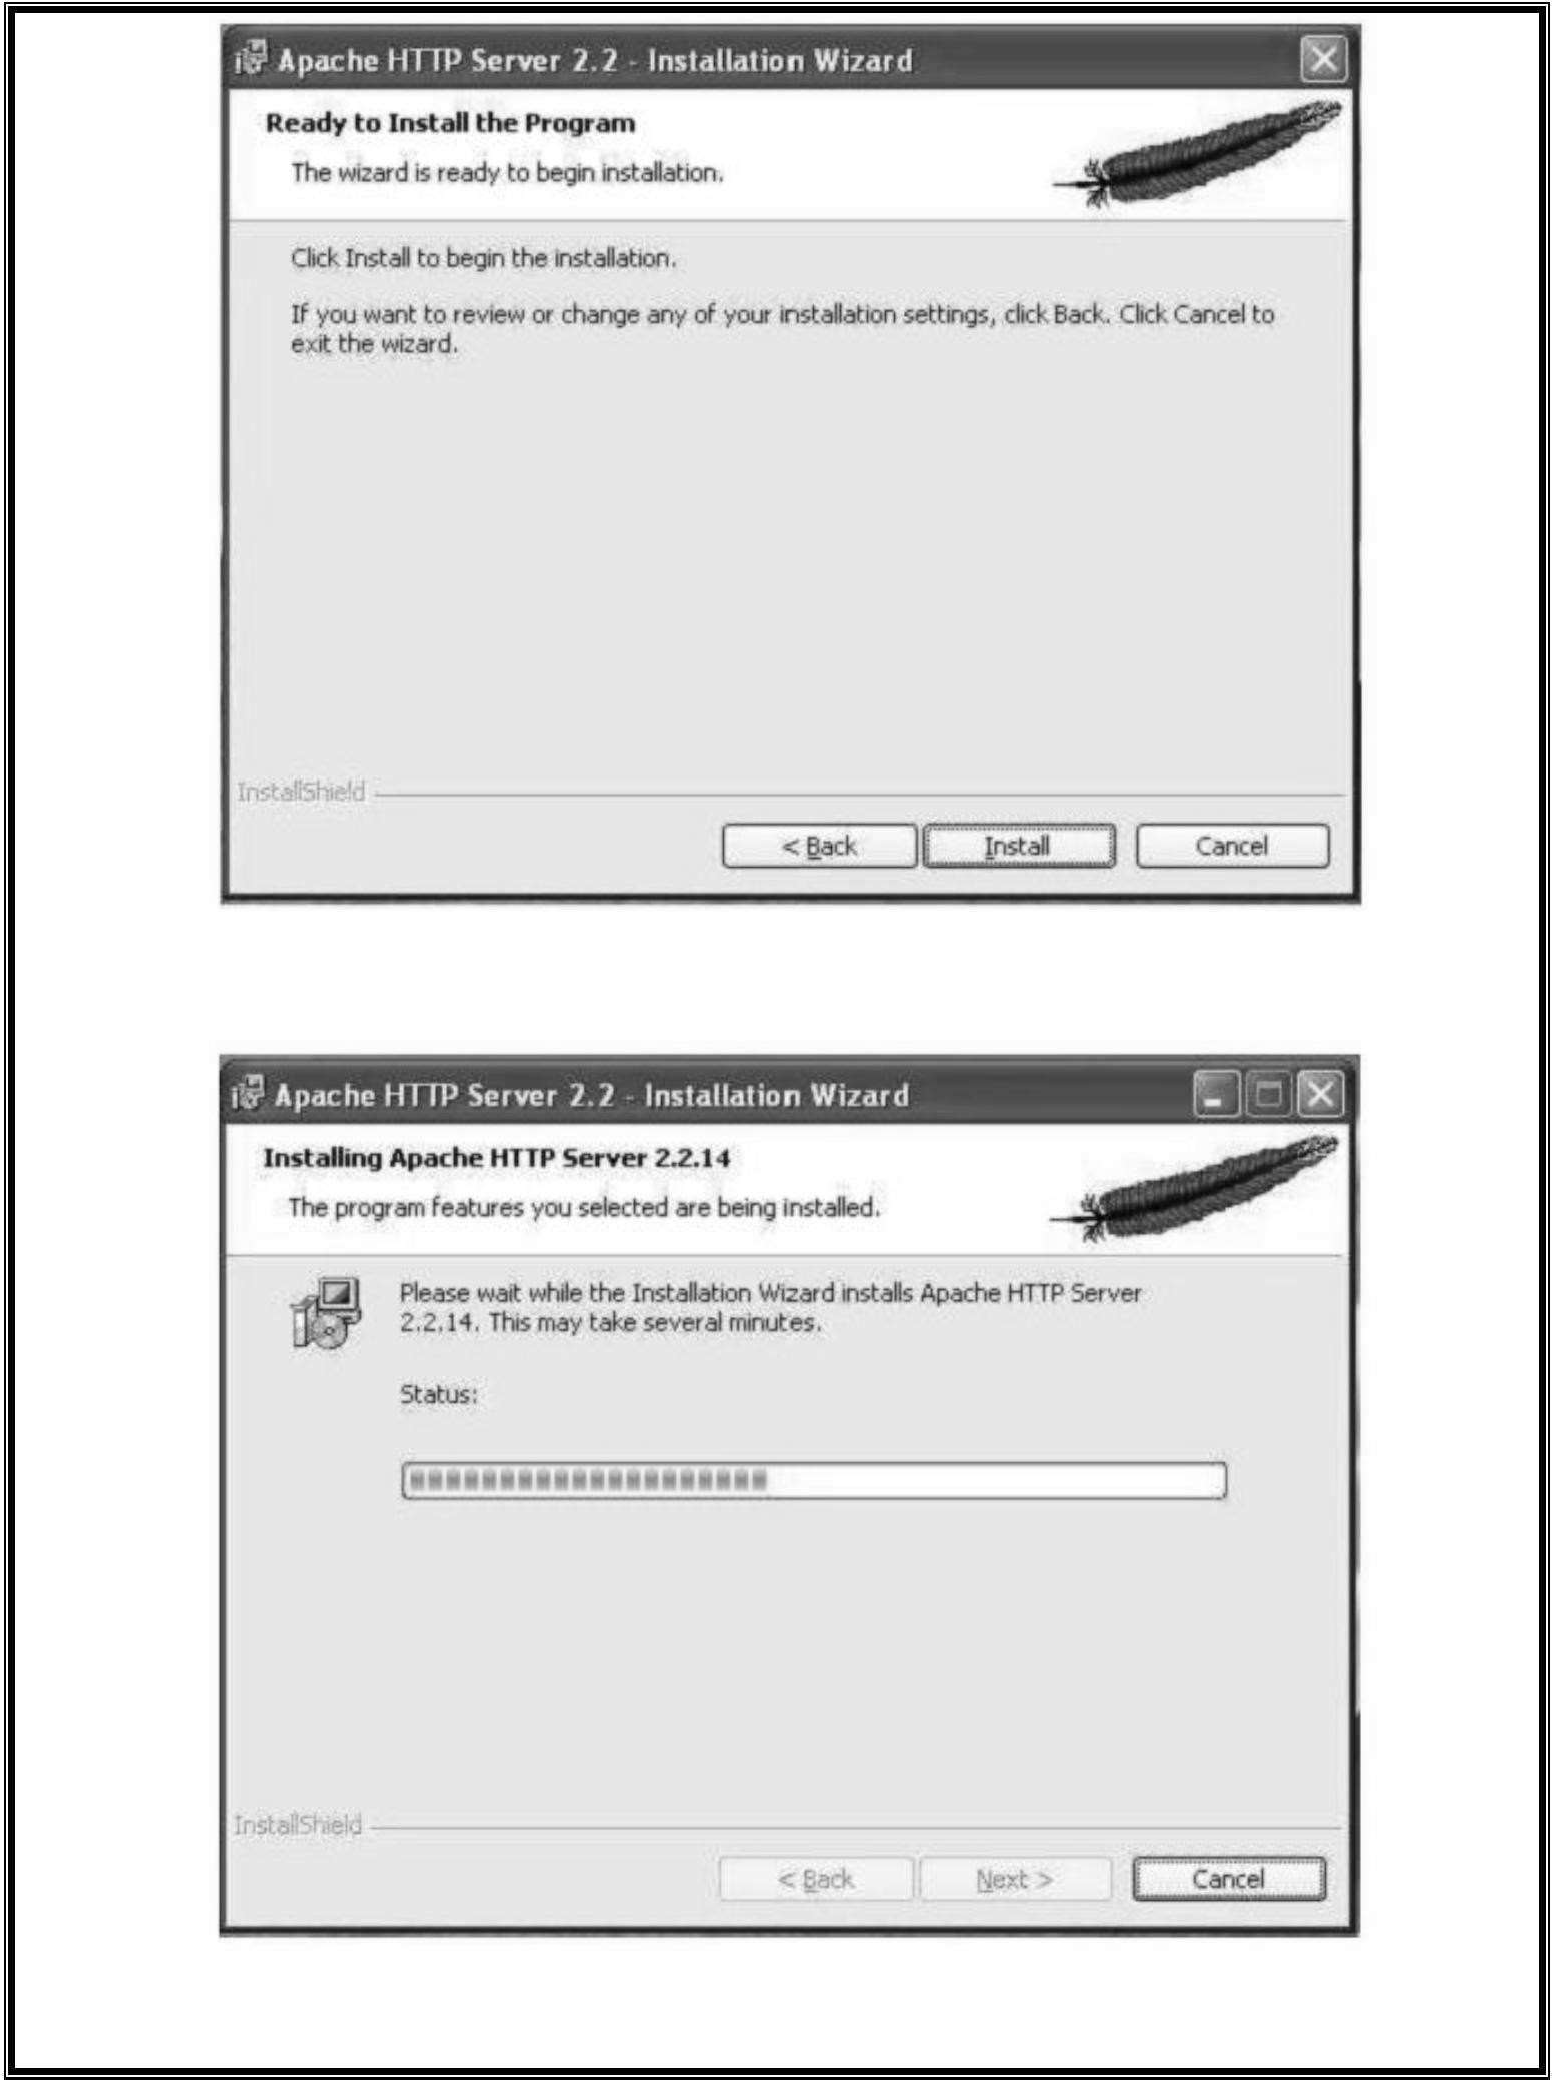 Apache HTTP Server 2.2 - Installation Wizard
Ready to Install the Program
The wizard is ready to begin installation.
Click Install to begin the installation.
If you want to review or change any of your installation settings, click Back. Click Cancel to
exit the wizard.
InstallShield
< Back
Install
Cancel
Apache HTTP Server 2.2 - Installation Wizard
Installing Apache HTTP Server 2.2.14
The program features you selected are being installed.
Please wait while the Installation Wizard installs Apache HTTP Server
2.2.14. This may take several minutes.
Status:
InstallShield
< Back
Next >
Cancel